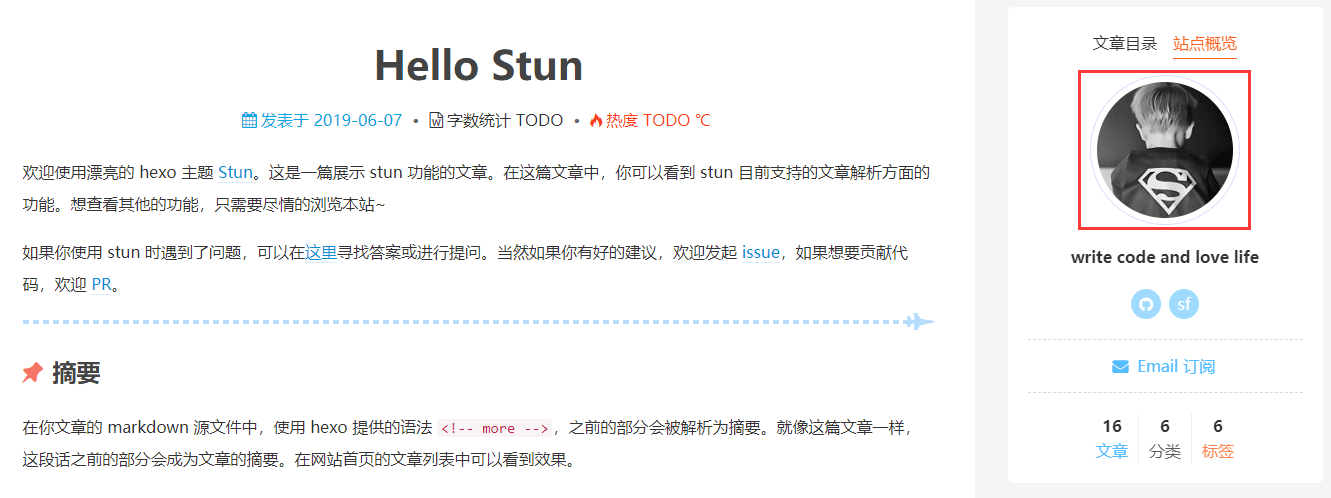 Hello Stun
发表于 2019-06-07 • 字数统计 TODO • 热度 TODO ℃
欢迎使用漂亮的 hexo 主题 Stun。这是一篇展示 stun 功能的文章。在这篇文章中，你可以看到 stun 目前支持的文章解析方面的
功能。想查看其他的功能，只需要尽情的浏览本站~
如果你使用 stun 时遇到了问题，可以在这里寻找答案或进行提问。当然如果你有好的建议，欢迎发起 issue，如果想要贡献代
码，欢迎 PR。
摘要
在你文章的 markdown 源文件中，使用 hexo 提供的语法 <!-- more -->，之前的部分会被解析为摘要。就像这篇文章一样，
这段话之前的部分会成为文章的摘要。在网站首页的文章列表中可以看到效果。
文章目录 站点概览
S
write code and love life
sf
Email 订阅
16 6 6
文章 分类 标签